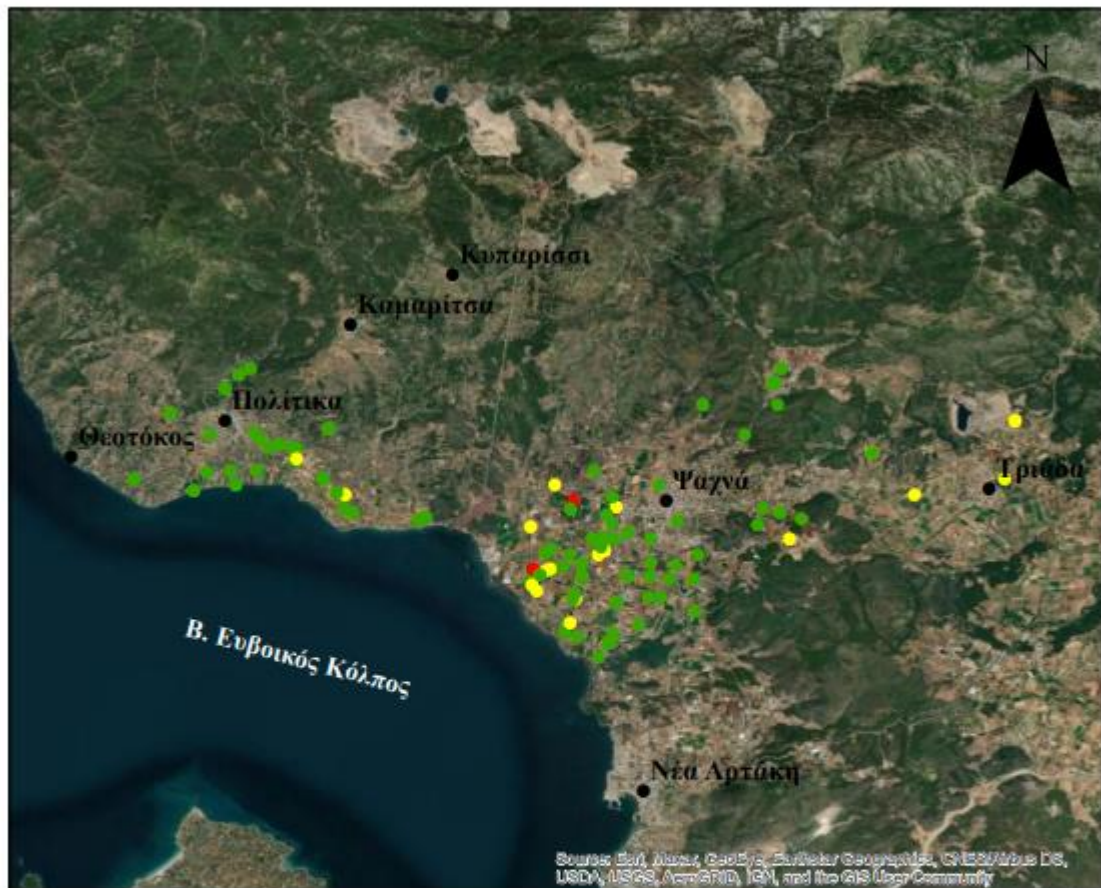 N
Κυπαρίσσι
Καμαρίτσα
Πολίτικα
Θεοτόκος
Ψαχνά
Τριάδα
Β. Ευβοικός Κόλπος
Νέα Αρτάκη
Source: Esri, Maxar, GeoEye, Earthstar Geographics, CNES/Airbus DS,
USDA, USGS, AeroGRID, IGN, and the GIS User Community